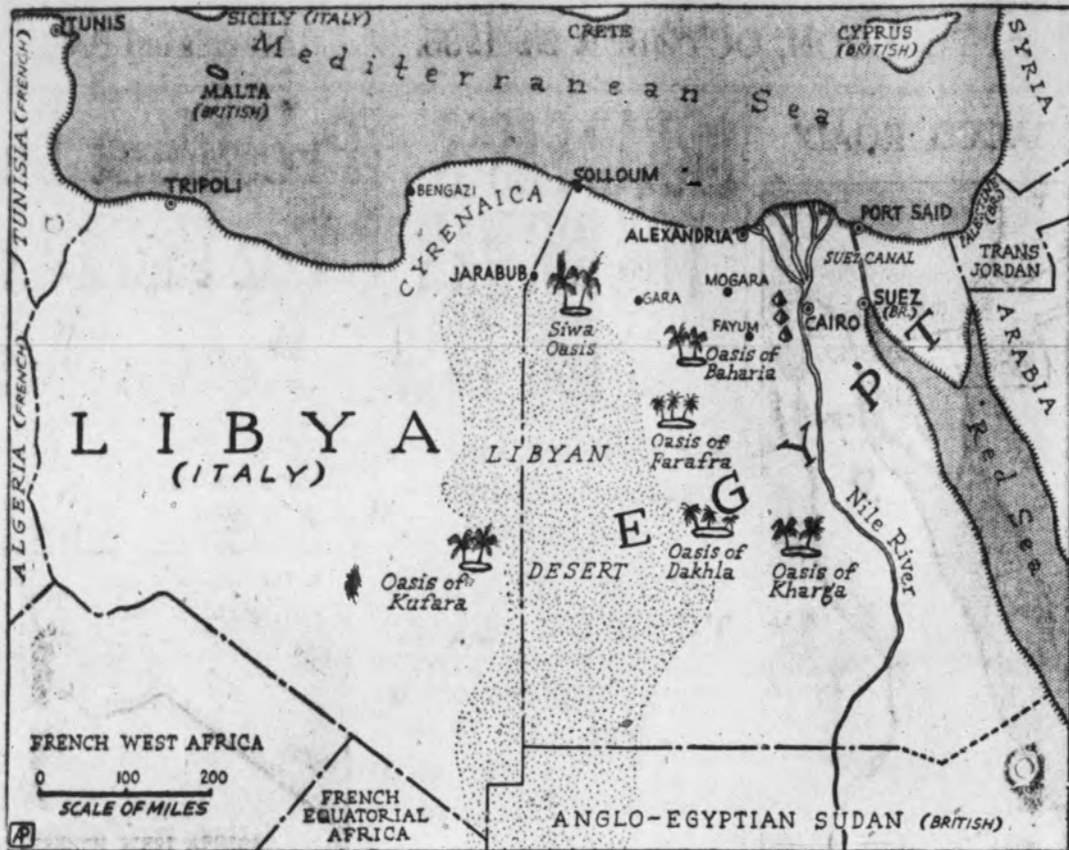 TUNIS
SICILY (ITALY)
CRETE
CYPRUS
(BRITISH)
SYRIA
Mediterranean Sea
MALTA
(BRITISH)
TUNISIA (FRENCH)
TRIPOLI
BENGAZI
CYRENAICA
SOLLOUM
ALEXANDRIA
PORT SAID
PALESTINE
(BR.)
TRANS
JORDAN
SUEZ CANAL
JARABUB
GARA
MOGARA
CAIRO
SUEZ
(BR.)
FAYUM
Siwa
Oasis
Oasis of
Baharia
ARABIA
ALGERIA (FRENCH)
LIBYA
(ITALY)
LIBYAN
DESERT
Oasis of
Farafra
EGYPT
Red Sea
Nile River
Oasis of
Kufara
Oasis of
Dakhla
Oasis of
Kharga
FRENCH WEST AFRICA
0 100 200
SCALE OF MILES
FRENCH
EQUATORIAL
AFRICA
ANGLO-EGYPTIAN SUDAN (BRITISH)
AP